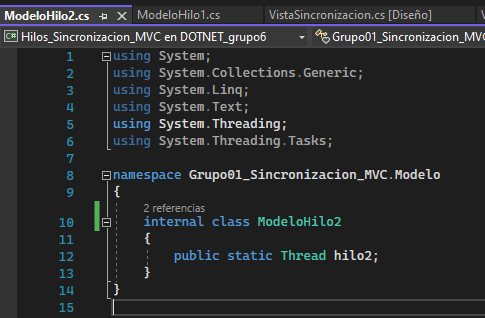 ModeloHilo2.cs ModeloHilo1.cs VistaSincronizacion.cs [Diseño]
C# Hilos_Sincronizacion_MVC en DOTNET_grupo6 Grupo01_Sincronizacion_MVC
1 using System;
2 using System.Collections.Generic;
3 using System.Linq;
4 using System.Text;
5 using System.Threading;
6 using System.Threading.Tasks;
7
8 namespace Grupo01_Sincronizacion_MVC.Modelo
9 {
2 referencias
10 internal class ModeloHilo2
11 {
12 public static Thread hilo2;
13 }
14 }
15